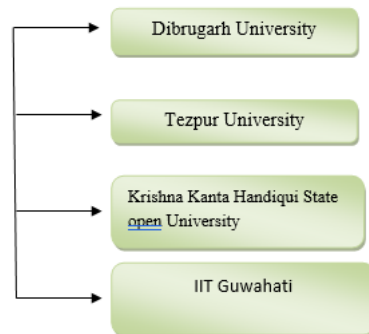 Dibrugarh University
Tezpur University
Krishna Kanta Handiqui State
open University
IIT Guwahati